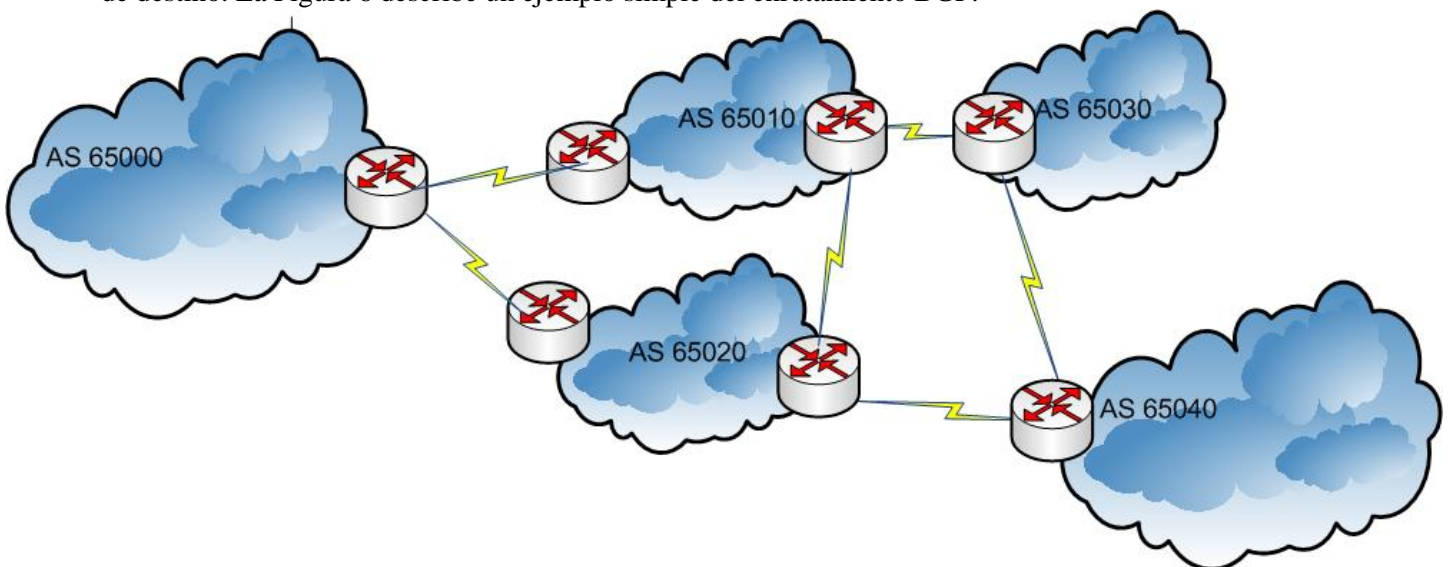 de destino. La Figura 6 describe un ejemplo simple del enrutamiento BGP.
AS 65000
AS 65010
AS 65030
AS 65020
AS 65040